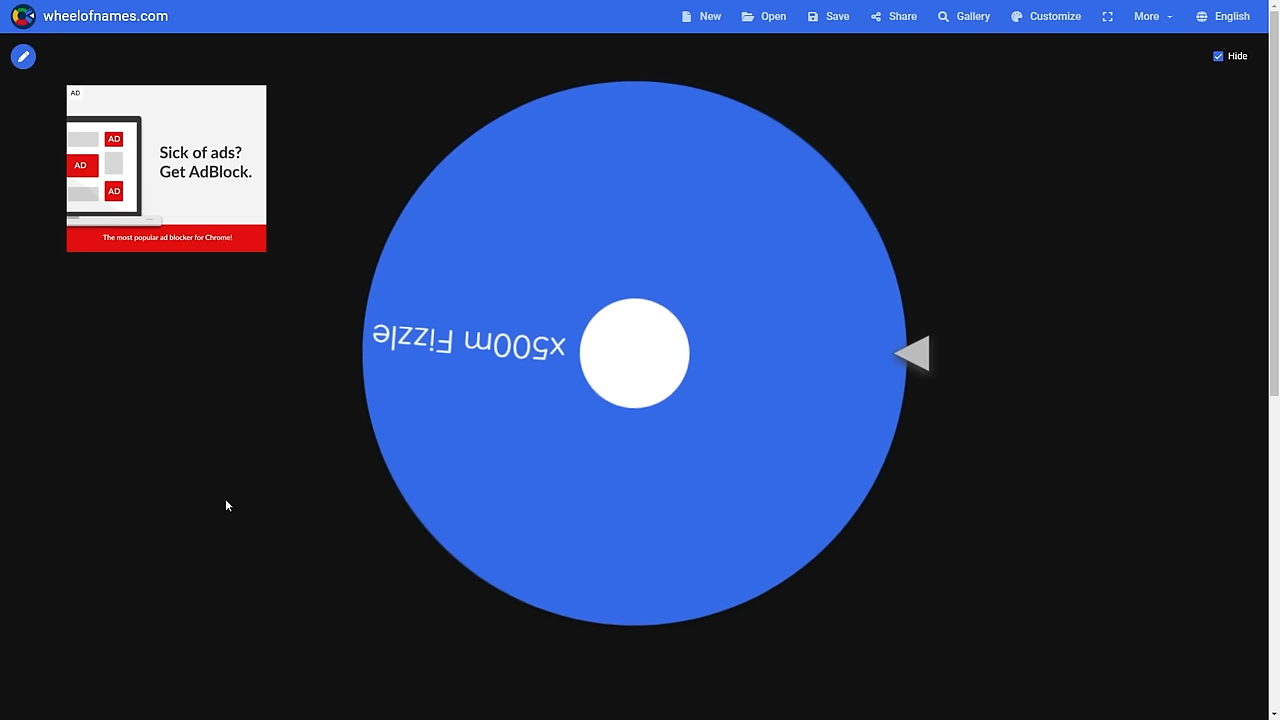 wheelofnames.com
New
Open
Save
Share
Gallery
Customize
More
English
Hide
AD
AD
AD
AD
Sick of ads?
Get AdBlock.
The most popular ad blocker for Chrome!
x500m Fizzle